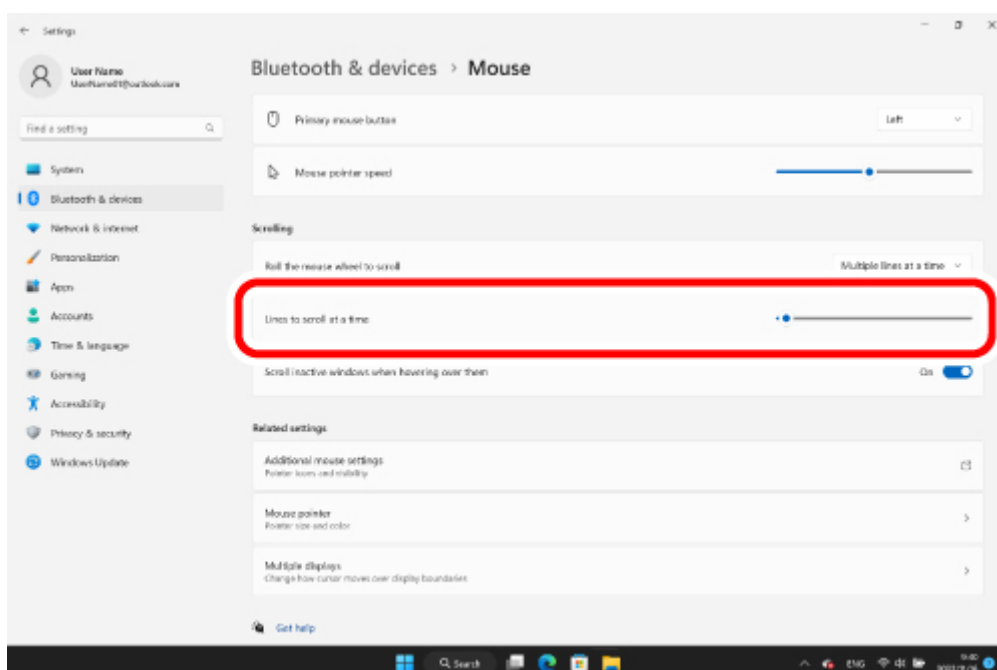 Settings
User Name
Find a setting
System
Bluetooth & devices
Network & internet
Personalization
Apps
Accounts
Time & language
Gaming
Accessibility
Privacy & security
Windows Update
Bluetooth & devices > Mouse
Primary mouse button
Left
Mouse pointer speed
Scrolling
Roll the mouse wheel to scroll
Multiple lines at a time
Lines to scroll at a time
Scroll inactive windows when hovering over them
On
Related settings
Additional mouse settings
Pointer icons and visibility
Mouse pointer
Pointer size and color
Multiple displays
Change how cursor moves over display boundaries
Get help
Search
ENG